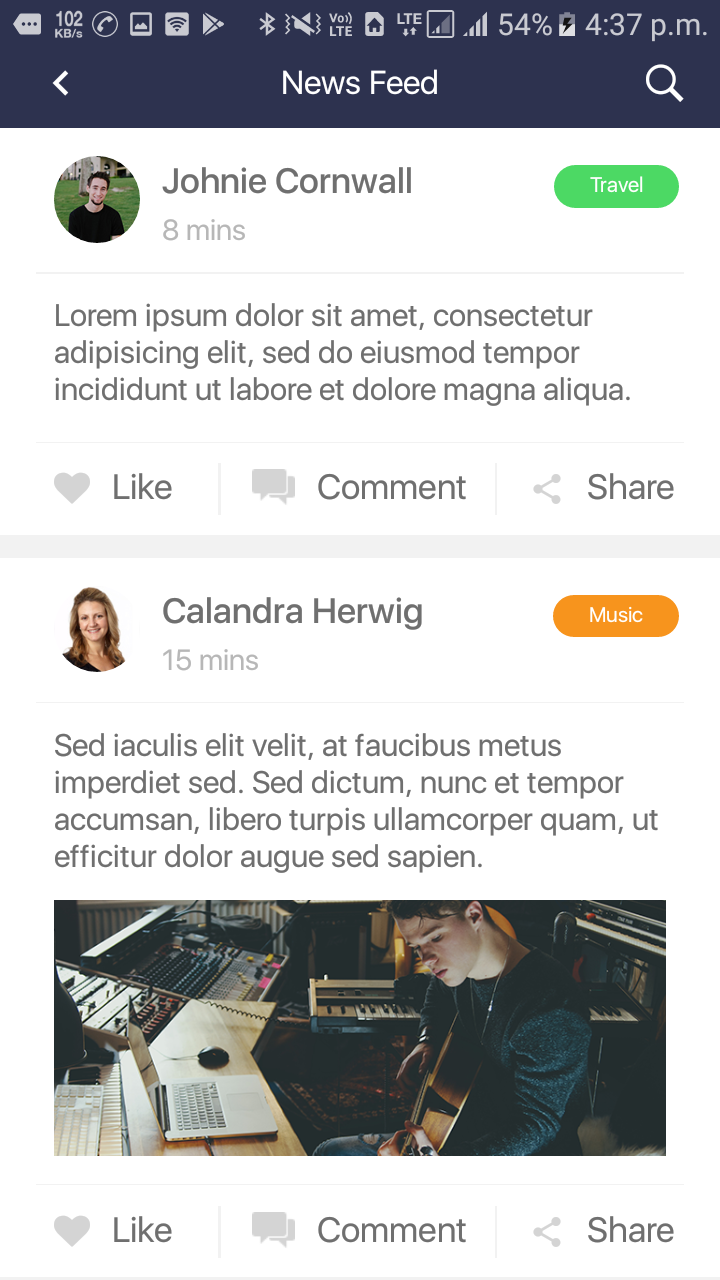 102 KB/s Vo)) LTE LTE 54% 4:37 p.m.
News Feed
Johnie Cornwall
Travel
8 mins
Lorem ipsum dolor sit amet, consectetur
adipisicing elit, sed do eiusmod tempor
incididunt ut labore et dolore magna aliqua.
Like Comment Share
Calandra Herwig
Music
15 mins
Sed iaculis elit velit, at faucibus metus
imperdiet sed. Sed dictum, nunc et tempor
accumsan, libero turpis ullamcorper quam, ut
efficitur dolor augue sed sapien.
Like Comment Share